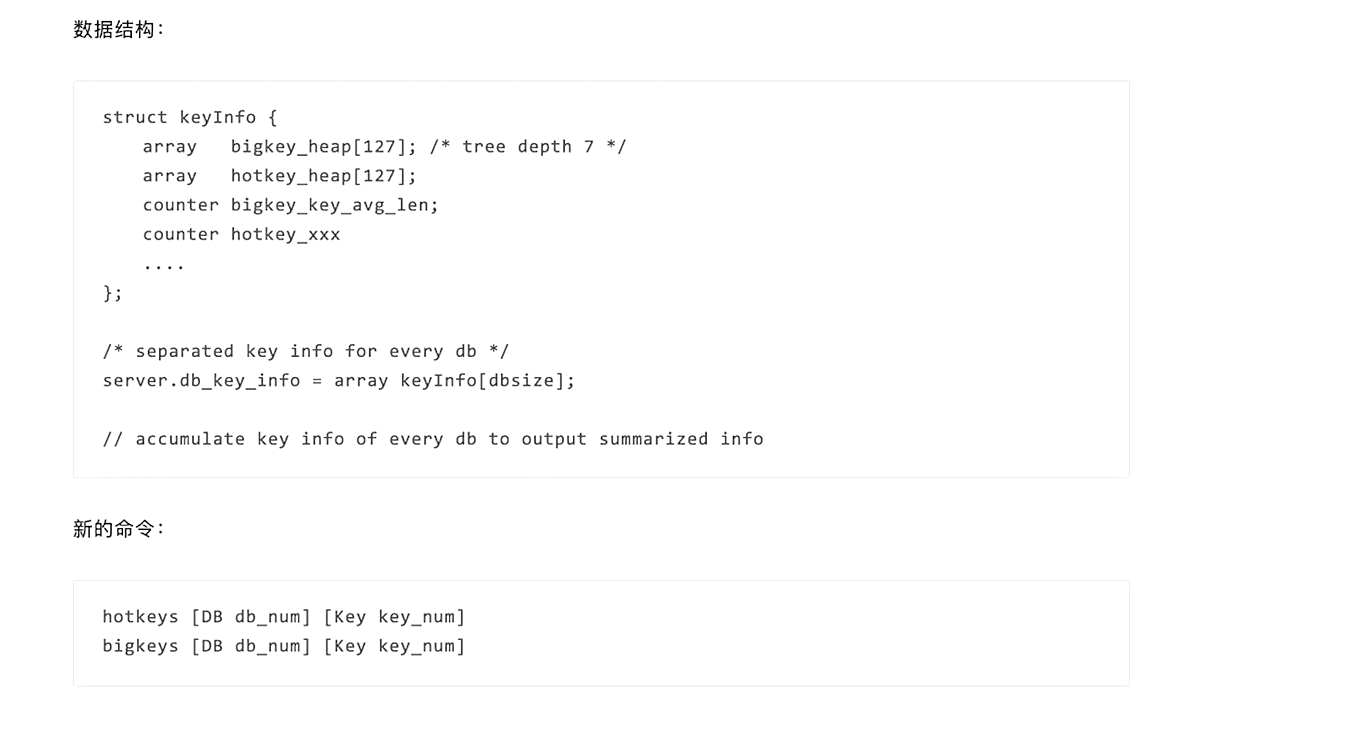 数据结构：
struct keyInfo {
    array   bigkey_heap[127]; /* tree depth 7 */
    array   hotkey_heap[127];
    counter bigkey_key_avg_len;
    counter hotkey_xxx
    ....
};
/* separated key info for every db */
server.db_key_info = array keyInfo[dbsize];
// accumulate key info of every db to output summarized info
新的命令：
hotkeys [DB db_num] [Key key_num]
bigkeys [DB db_num] [Key key_num]